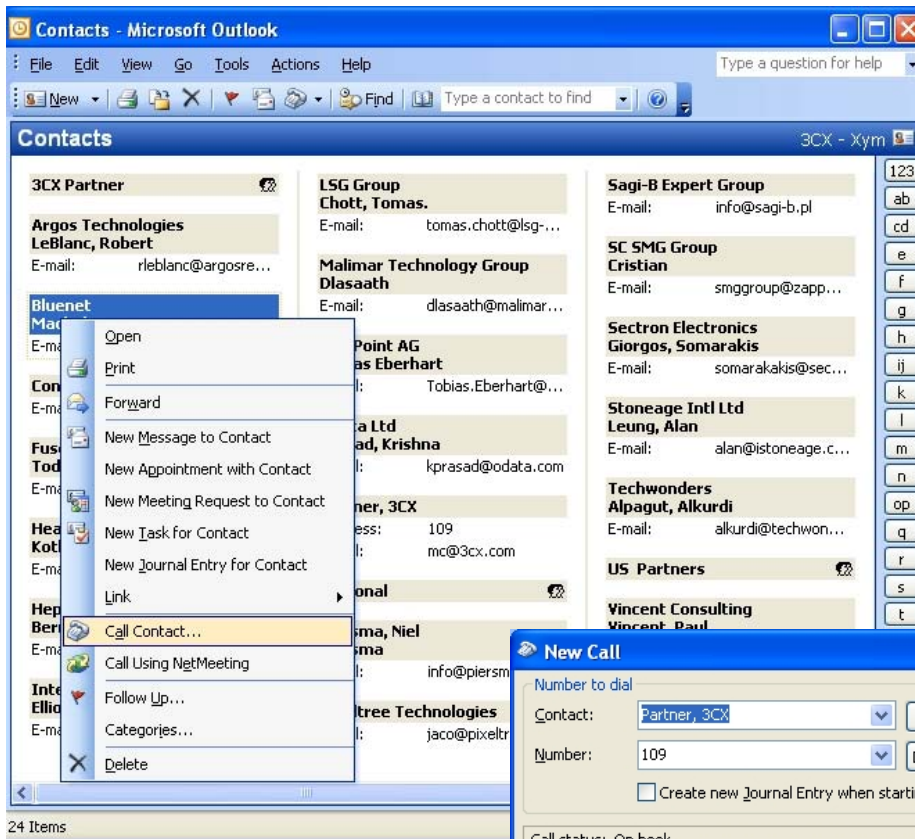 Contacts - Microsoft Outlook
File Edit View Go Tools Actions Help
Type a question for help
New Find Type a contact to find
Contacts
3CX - Xym
3CX Partner
Argos Technologies
LeBlanc, Robert
E-mail: rleblanc@argosre...
Bluenet
Open
Print
Forward
New Message to Contact
New Appointment with Contact
New Meeting Request to Contact
New Task for Contact
New Journal Entry for Contact
Link
Call Contact...
Call Using NetMeeting
Follow Up...
Categories...
Delete
LSG Group
Chott, Tomas.
E-mail: tomas.chott@lsg-...
Malimar Technology Group
Dlasaath
E-mail: dlasaath@malimar...
Point AG
as Eberhart
Tobias.Eberhart@...
a Ltd
ad, Krishna
kprasad@odata.com
ner, 3CX
ess: 109
mc@3cx.com
onal
sma, Niel
sma
info@piersm
ltree Technologies
jaco@pixeltr
Sagi-B Expert Group
E-mail: info@sagi-b.pl
SC SMG Group
Cristian
E-mail: smggroup@zapp...
Sectron Electronics
Giorgos, Somarakis
E-mail: somarakakis@sec...
Stoneage Intl Ltd
Leung, Alan
E-mail: alan@istoneage.c...
Techwonders
Alpagut, Alkurdi
E-mail: alkurdi@techwon...
US Partners
Vincent Consulting
Vincent, Paul
123
ab
cd
e
f
g
h
ij
k
l
m
n
op
q
r
s
t
New Call
Number to dial
Contact: Partner, 3CX
Number: 109
Create new Journal Entry when starti
Call status: On hook
24 Items